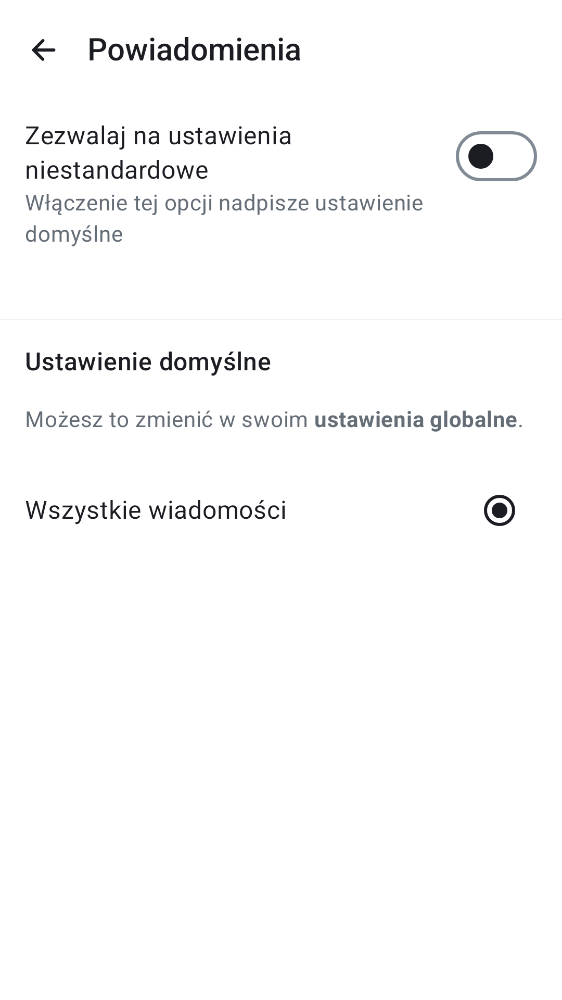 Powiadomienia
Zezwalaj na ustawienia
niestandardowe
Włączenie tej opcji nadpisze ustawienie
domyślne
Ustawienie domyślne
Możesz to zmienić w swoim ustawienia globalne.
Wszystkie wiadomości